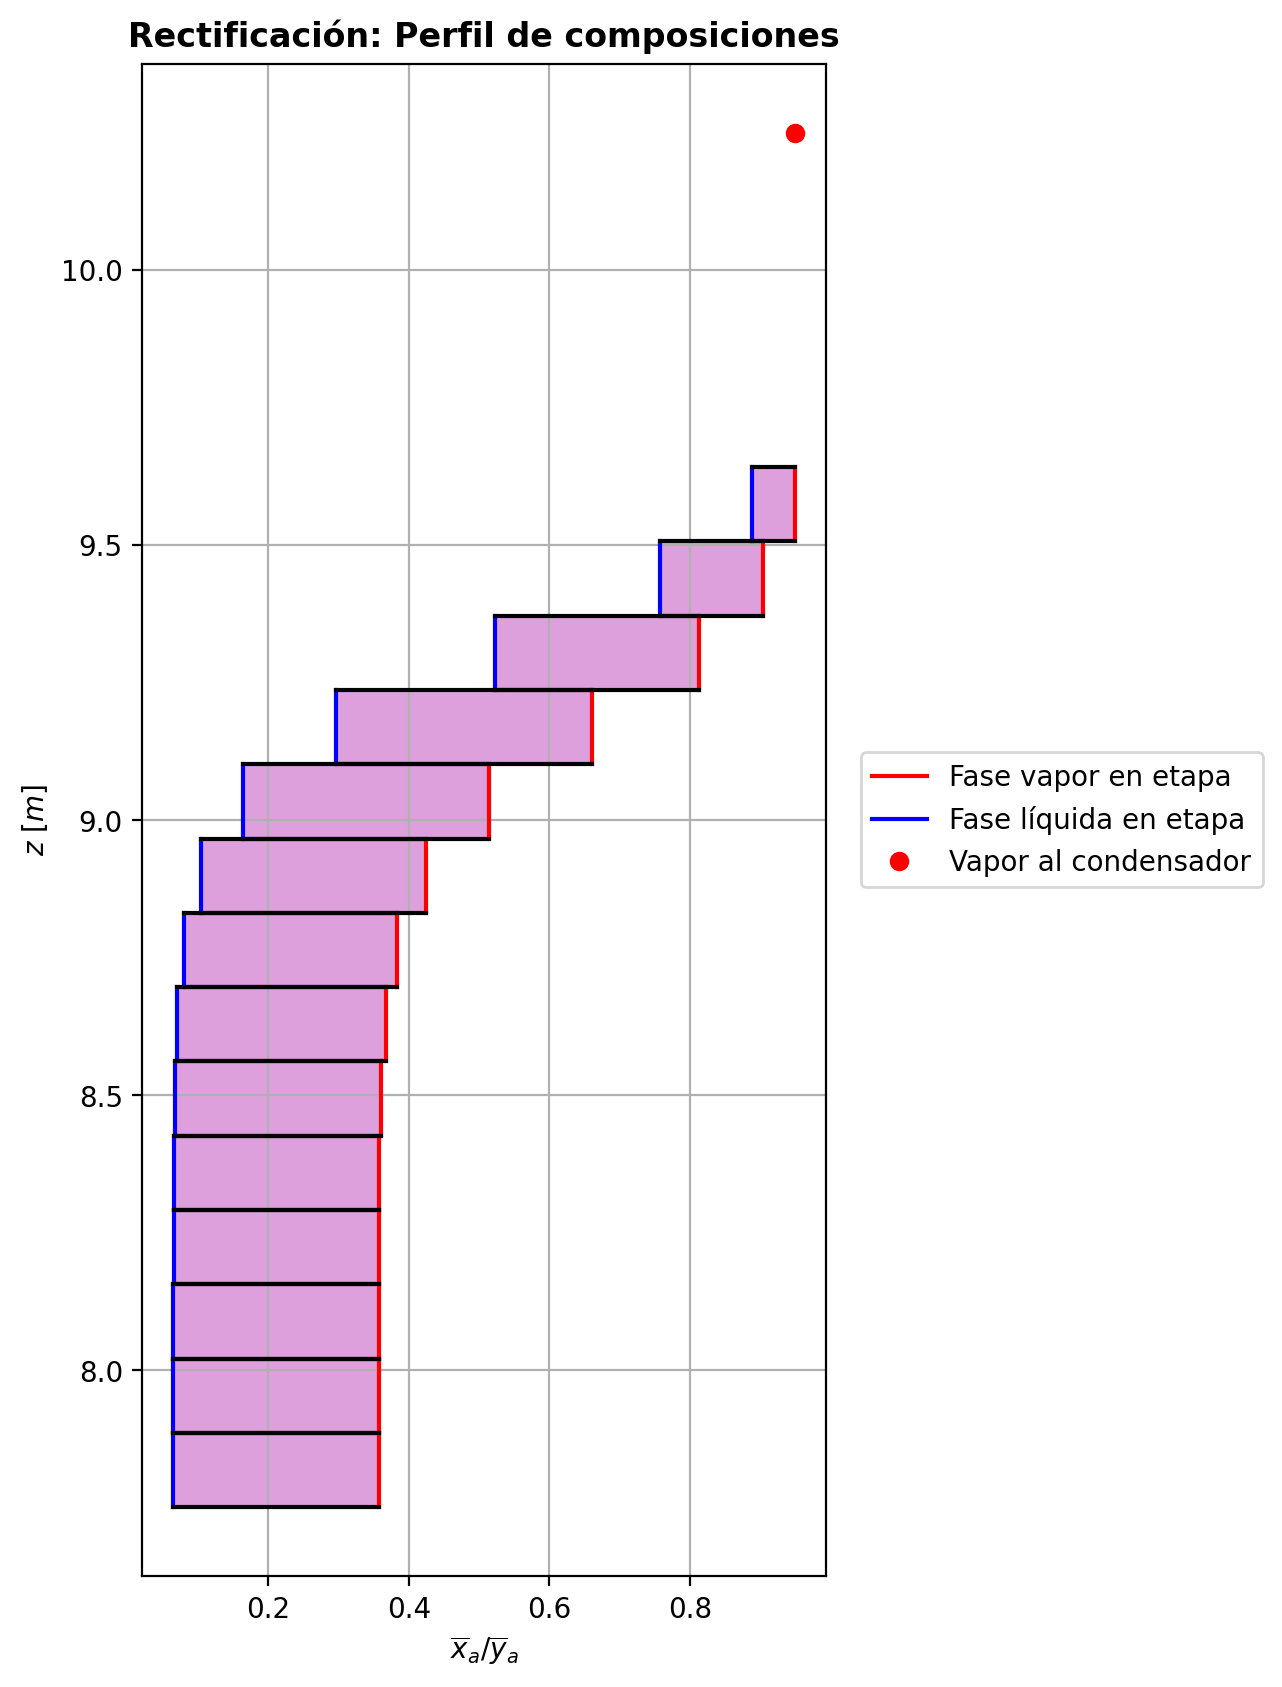 Rectificación: Perfil de composiciones
10.0
9.5
9.0
8.5
8.0
z [m]
0.2 0.4 0.6 0.8
x̅a/y̅a
Fase vapor en etapa
Fase líquida en etapa
Vapor al condensador